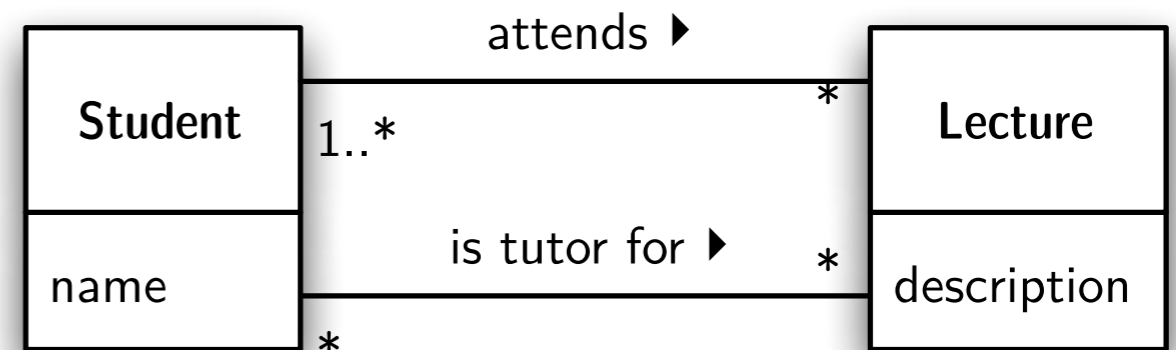 attends ▶
Student
1..*
*
Lecture
is tutor for ▶
*
name
description
*